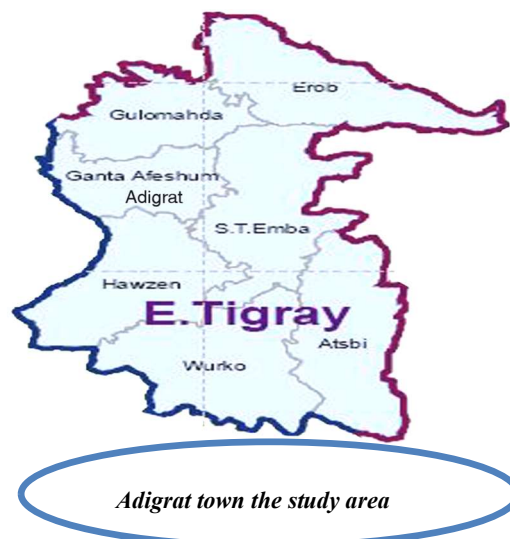 Erob
Gulomahda
Ganta Afeshum
Adigrat
S.T.Emba
Hawzen
E.Tigray
Atsbi
Wurko
Adigrat town the study area